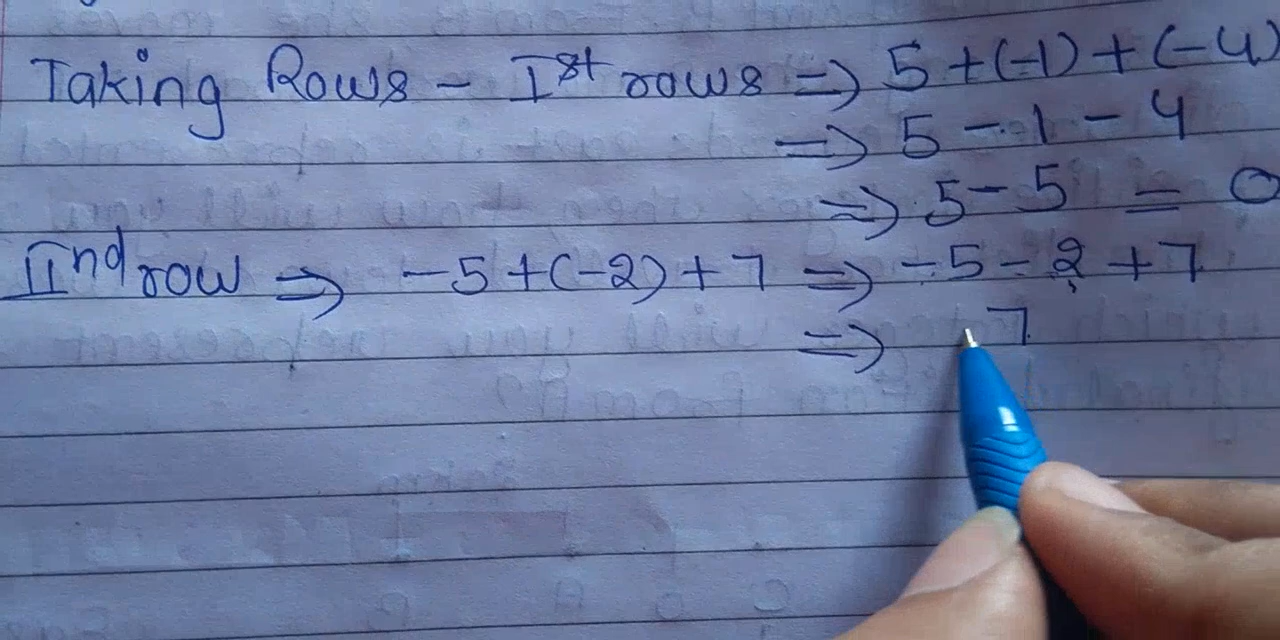 Taking Rows - Ist rows => 5 + (-1) + (-4)
=> 5 - 1 - 4
=> 5 - 5 = 0
IInd row => -5 + (-2) + 7 => -5 - 2 + 7
=> 7